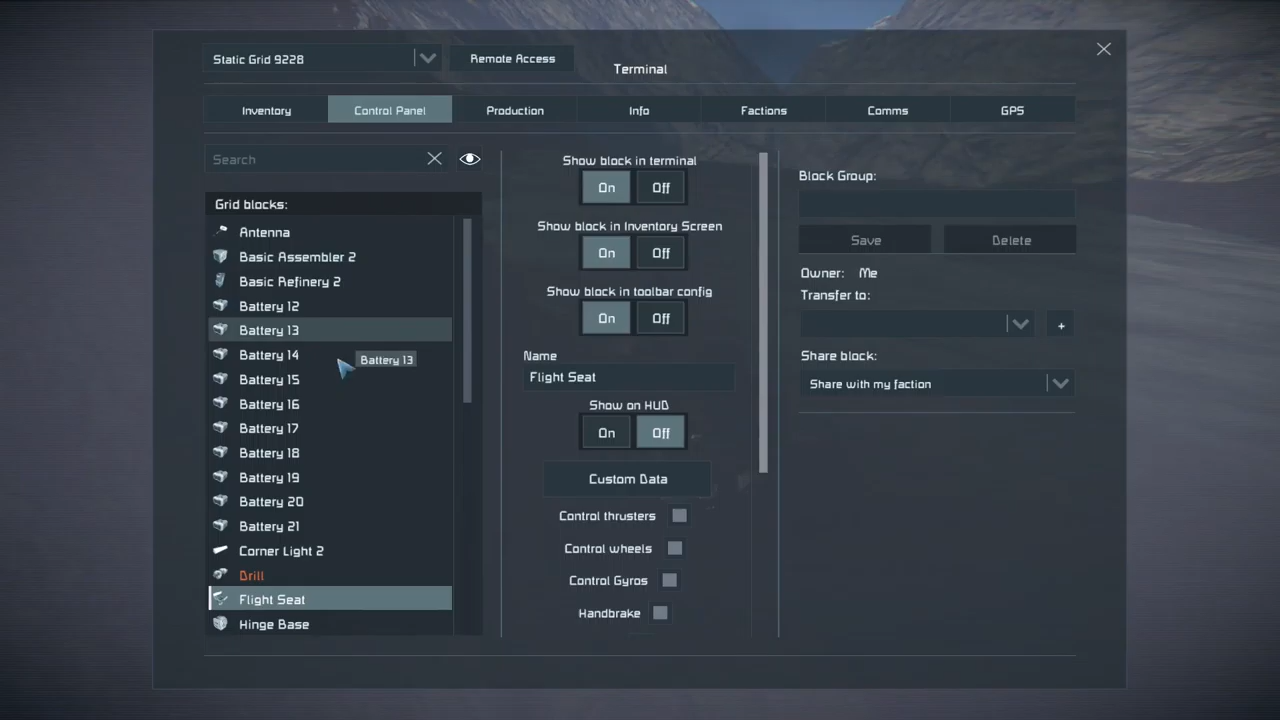 Static Grid 9228
Remote Access
Terminal
Inventory
Control Panel
Production
Info
Factions
Comms
GPS
Search
Grid blocks:
Antenna
Basic Assembler 2
Basic Refinery 2
Battery 12
Battery 13
Battery 14
Battery 13
Battery 15
Battery 16
Battery 17
Battery 18
Battery 19
Battery 20
Battery 21
Corner Light 2
Drill
Flight Seat
Hinge Base
Show block in terminal
On Off
Show block in Inventory Screen
On Off
Show block in toolbar config
On Off
Name
Flight Seat
Show on HUD
On Off
Custom Data
Control thrusters
Control wheels
Control Gyros
Handbrake
Block Group:
Save
Delete
Owner: Me
Transfer to:
+
Share block:
Share with my faction